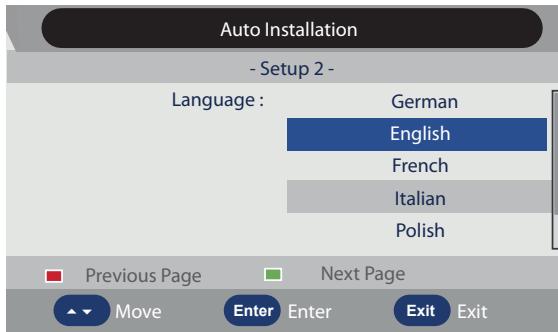 Auto Installation
- Setup 2 -
Language : German
English
French
Italian
Polish
Previous Page Next Page
Move Enter Enter Exit Exit